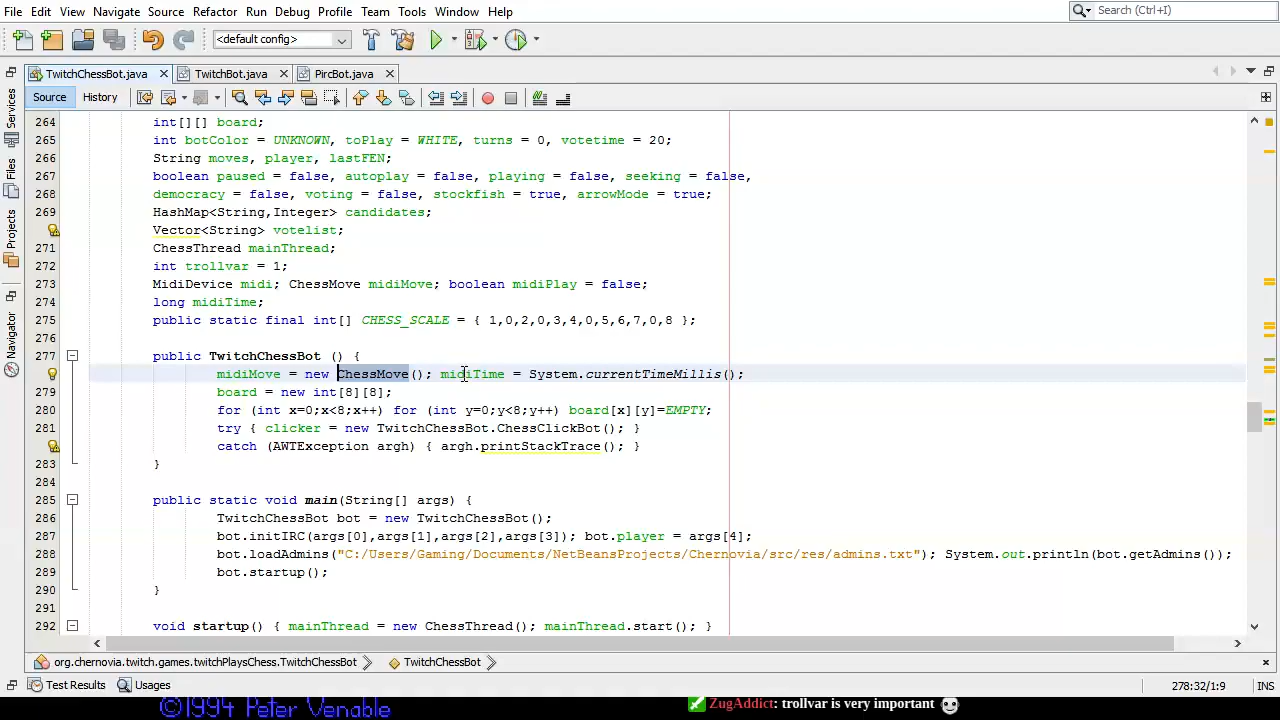 File Edit View Navigate Source Refactor Run Debug Profile Team Tools Window Help
Search (Ctrl+I)
<default config>
TwitchChessBot.java TwitchBot.java PircBot.java
Source History
Services
Files
Projects
Navigator
264 int[][] board;
265 int botColor = UNKNOWN, toPlay = WHITE, turns = 0, votetime = 20;
266 String moves, player, lastFEN;
267 boolean paused = false, autoplay = false, playing = false, seeking = false,
268 democracy = false, voting = false, stockfish = true, arrowMode = true;
269 HashMap<String,Integer> candidates;
Vector<String> votelist;
271 ChessThread mainThread;
272 int trollvar = 1;
273 MidiDevice midi; ChessMove midiMove; boolean midiPlay = false;
274 long midiTime;
275 public static final int[] CHESS_SCALE = { 1,0,2,0,3,4,0,5,6,7,0,8 };
276
277 public TwitchChessBot () {
midiMove = new ChessMove(); midiTime = System.currentTimeMillis();
279 board = new int[8][8];
280 for (int x=0;x<8;x++) for (int y=0;y<8;y++) board[x][y]=EMPTY;
281 try { clicker = new TwitchChessBot.ChessClickBot(); }
catch (AWTException argh) { argh.printStackTrace(); }
283 }
284
285 public static void main(String[] args) {
286 TwitchChessBot bot = new TwitchChessBot();
287 bot.initIRC(args[0],args[1],args[2],args[3]); bot.player = args[4];
288 bot.loadAdmins("C:/Users/Gaming/Documents/NetBeansProjects/Chernovia/src/res/admins.txt"); System.out.println(bot.getAdmins());
289 bot.startup();
290 }
291
292 void startup() { mainThread = new ChessThread(); mainThread.start(); }
org.chernovia.twitch.games.twitchPlaysChess.TwitchChessBot TwitchChessBot
Test Results Usages
278:32/1:9 INS
©1994 Peter Venable
ZugAddict: trollvar is very important